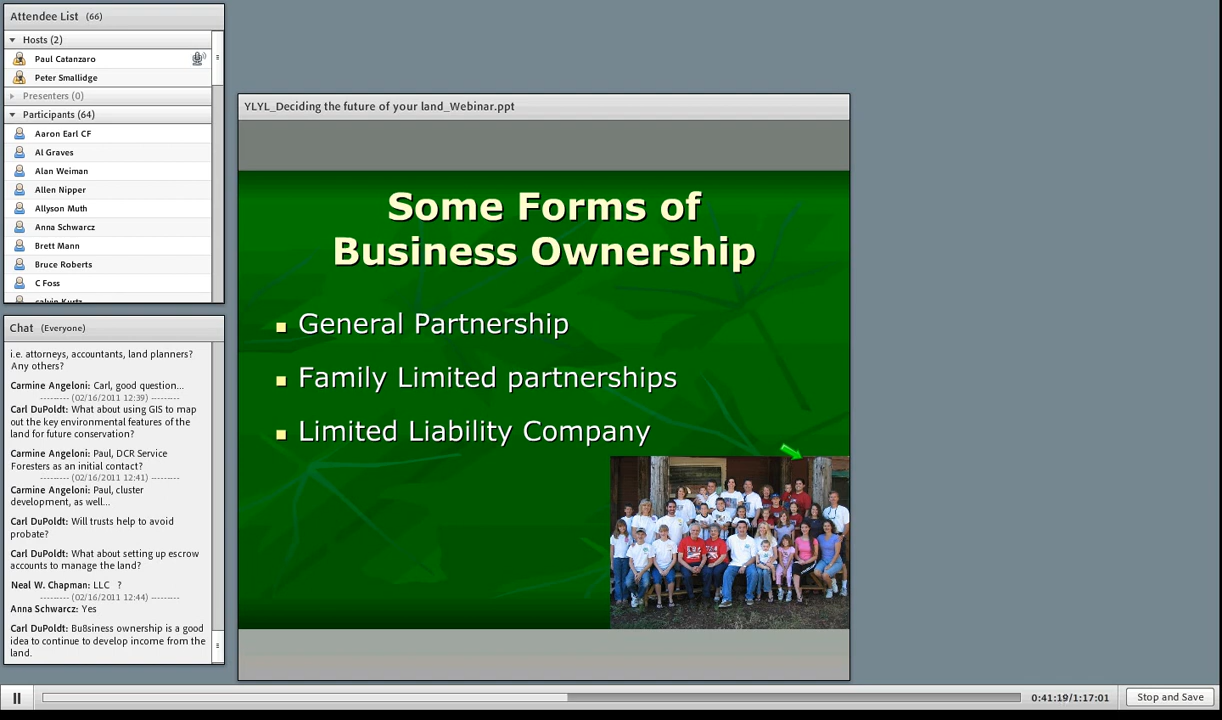 Attendee List (66)
Hosts (2)
Paul Catanzaro
Peter Smallidge
Presenters (0)
Participants (64)
Aaron Earl CF
Al Graves
Alan Weiman
Allen Nipper
Allyson Muth
Anna Schwarcz
Brett Mann
Bruce Roberts
C Foss
calvin Kurtz
Chat (Everyone)
i.e. attorneys, accountants, land planners?
Any others?
Carmine Angeloni: Carl, good question...
--------- (02/16/2011 12:39) ---------
Carl DuPoldt: What about using GIS to map
out the key environmental features of the
land for future conservation?
Carmine Angeloni: Paul, DCR Service
Foresters as an initial contact?
--------- (02/16/2011 12:41) ---------
Carmine Angeloni: Paul, cluster
development, as well...
Carl DuPoldt: Will trusts help to avoid
probate?
Carl DuPoldt: What about setting up escrow
accounts to manage the land?
Neal W. Chapman: LLC ?
--------- (02/16/2011 12:44) ---------
Anna Schwarcz: Yes
Carl DuPoldt: Bu8siness ownership is a good
idea to continue to develop income from the
land.
YLYL_Deciding the future of your land_Webinar.ppt
Some Forms of
Business Ownership
General Partnership
Family Limited partnerships
Limited Liability Company
0:41:19/1:17:01
Stop and Save